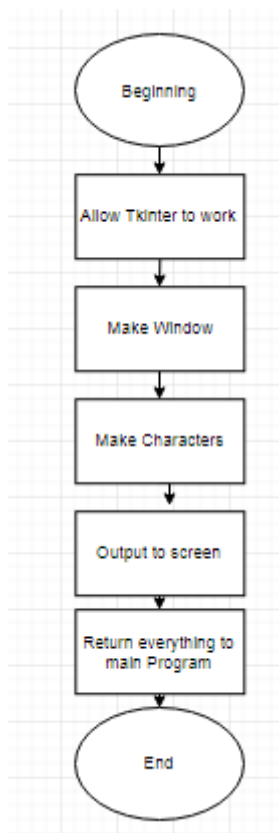 Beginning
Allow Tkinter to work
Make Window
Make Characters
Output to screen
Return everything to
main Program
End